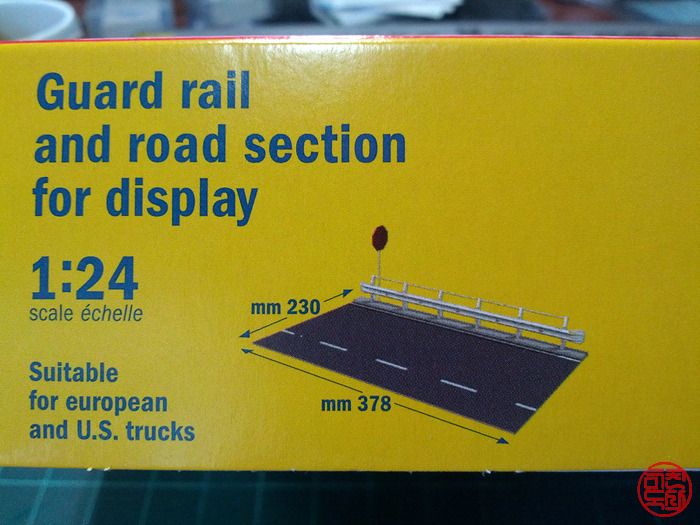 Guard rail
and road section
for display
1:24
scale échelle
mm 230
Suitable
for european
and U.S. trucks
mm 378